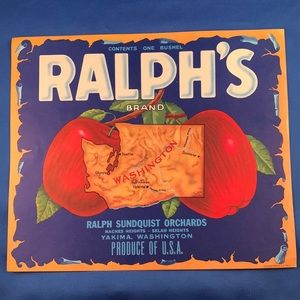 CONTENTS ONE BUSHEL
RALPH'S
BRAND
WASHINGTON
RALPH SUNDQUIST ORCHARDS
NACHES HEIGHTS - SELAH HEIGHTS
YAKIMA, WASHINGTON
PRODUCE OF U.S.A.